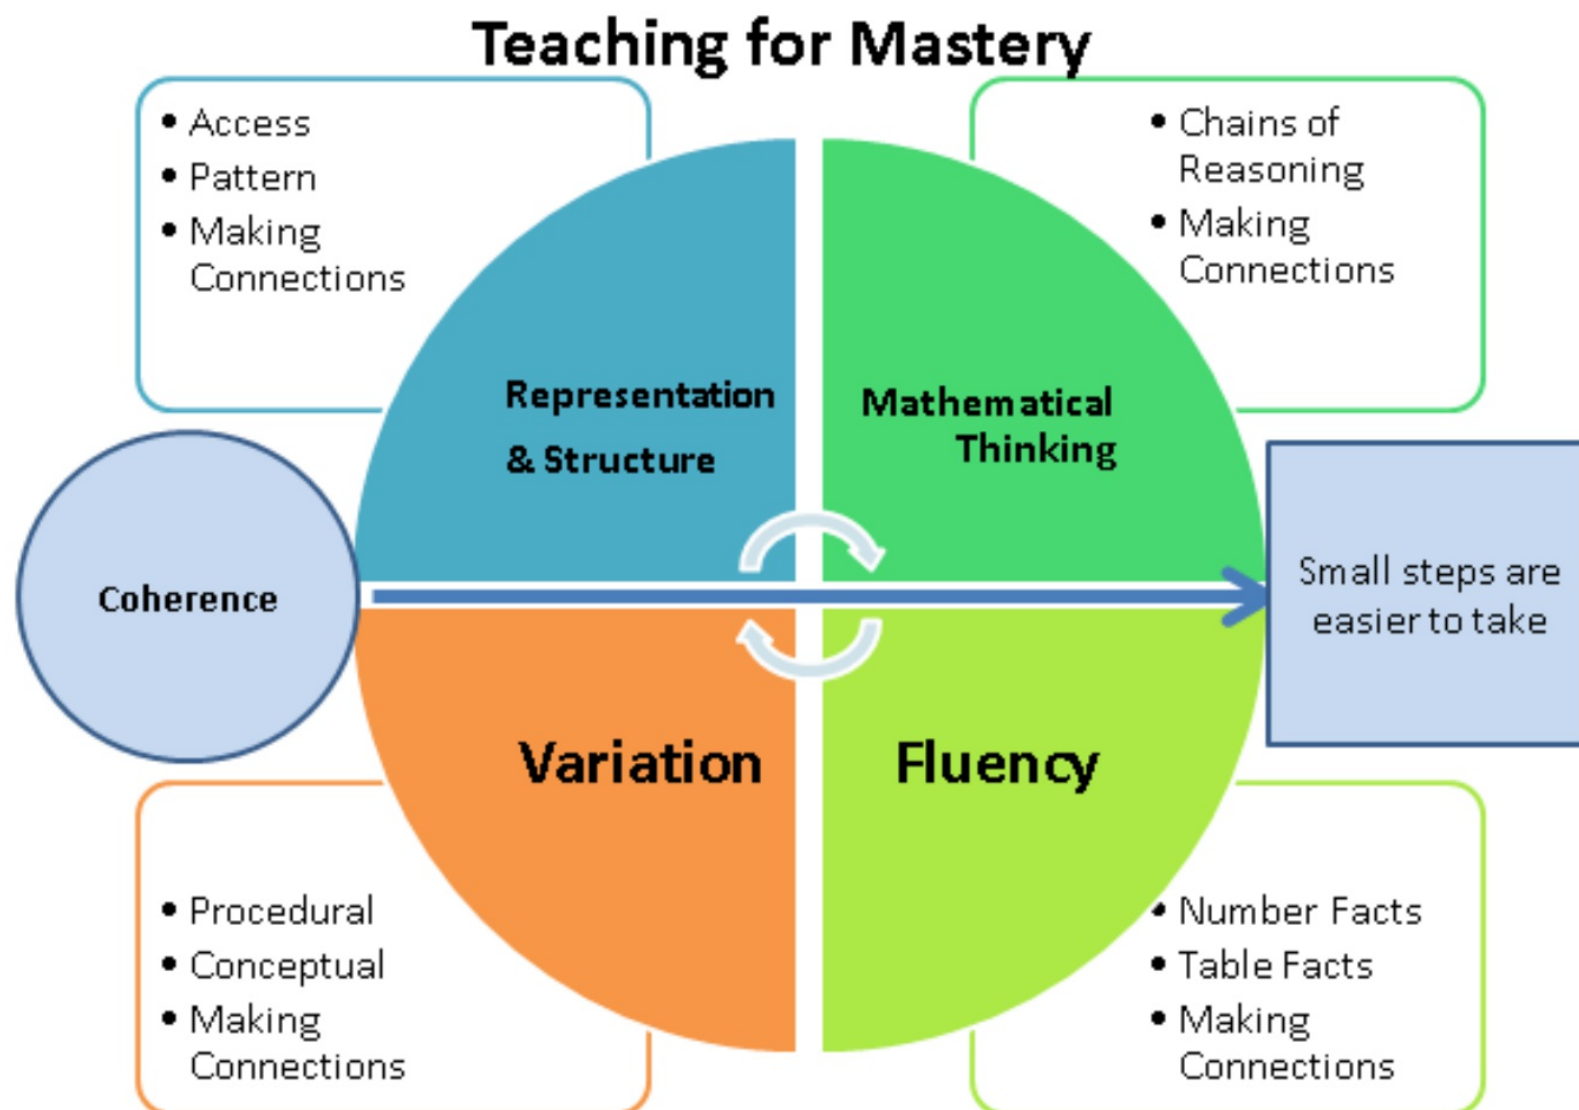 Teaching for Mastery
• Access
• Pattern
• Making
Connections
• Chains of
Reasoning
• Making
Connections
Representation
& Structure
Mathematical
Thinking
Coherence
Small steps are
easier to take
Variation
Fluency
• Procedural
• Conceptual
• Making
Connections
• Number Facts
• Table Facts
• Making
Connections